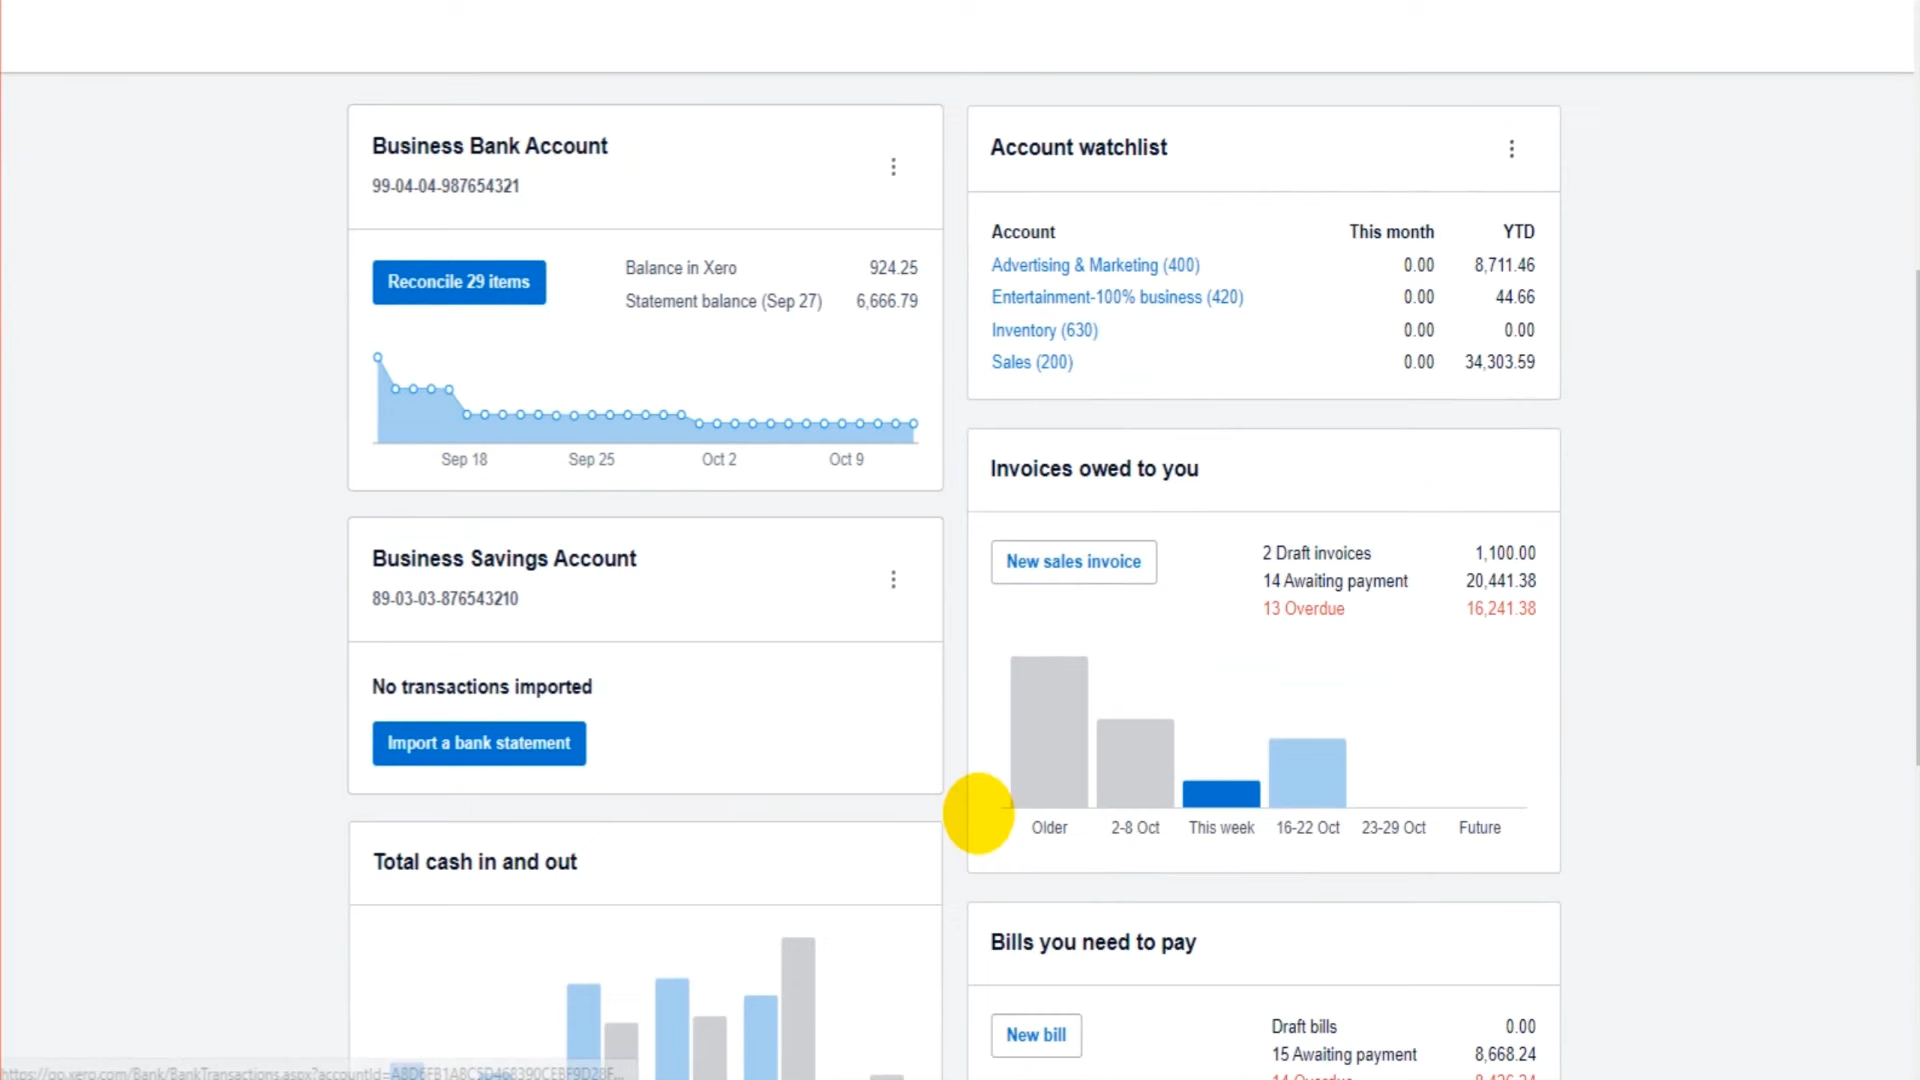 Business Bank Account
99-04-04-987654321
Reconcile 29 items
Balance in Xero 924.25
Statement balance (Sep 27) 6,666.79
Sep 18 Sep 25 Oct 2 Oct 9
Business Savings Account
89-03-03-876543210
No transactions imported
Import a bank statement
Total cash in and out
Account watchlist
Account This month YTD
Advertising & Marketing (400) 0.00 8,711.46
Entertainment-100% business (420) 0.00 44.66
Inventory (630) 0.00 0.00
Sales (200) 0.00 34,303.59
Invoices owed to you
New sales invoice
2 Draft invoices 1,100.00
14 Awaiting payment 20,441.38
13 Overdue 16,241.38
Older 2-8 Oct This week 16-22 Oct 23-29 Oct Future
Bills you need to pay
New bill
Draft bills 0.00
15 Awaiting payment 8,668.24
14 Overdue